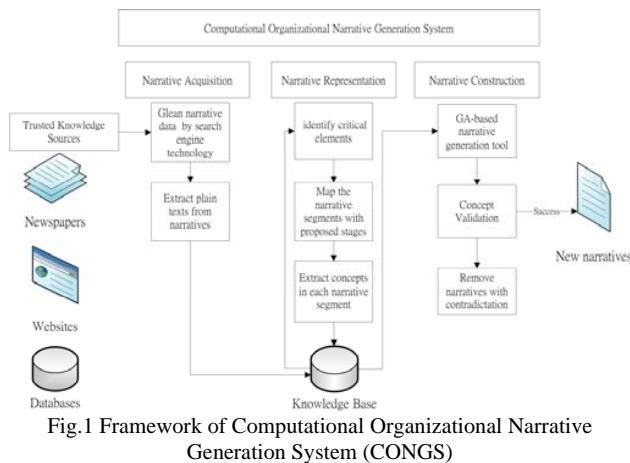 Computational Organizational Narrative Generation System
Narrative Acquisition
Narrative Representation
Narrative Construction
Trusted Knowledge
Sources
Newspapers
Websites
Databases
Glean narrative
data by search
engine
technology
Extract plain
texts from
narratives
identify critical
elements
Map the
narrative
segments with
proposed stages
Extract concepts
in each narrative
segment
Knowledge Base
GA-based
narrative
generation tool
Concept
Validation
Success
Remove
narratives with
contradictation
New narratives
Fig.1 Framework of Computational Organizational Narrative
Generation System (CONGS)